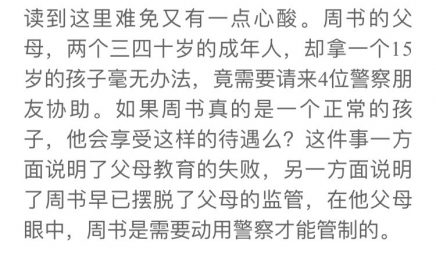 读到这里难免又有一点心酸。周书的父
母，两个三四十岁的成年人，却拿一个15
岁的孩子毫无办法，竟需要请来4位警察朋
友协助。如果周书真的是一个正常的孩
子，他会享受这样的待遇么？这件事一方
面说明了父母教育的失败，另一方面说明
了周书早已摆脱了父母的监管，在他父母
眼中，周书是需要动用警察才能管制的。